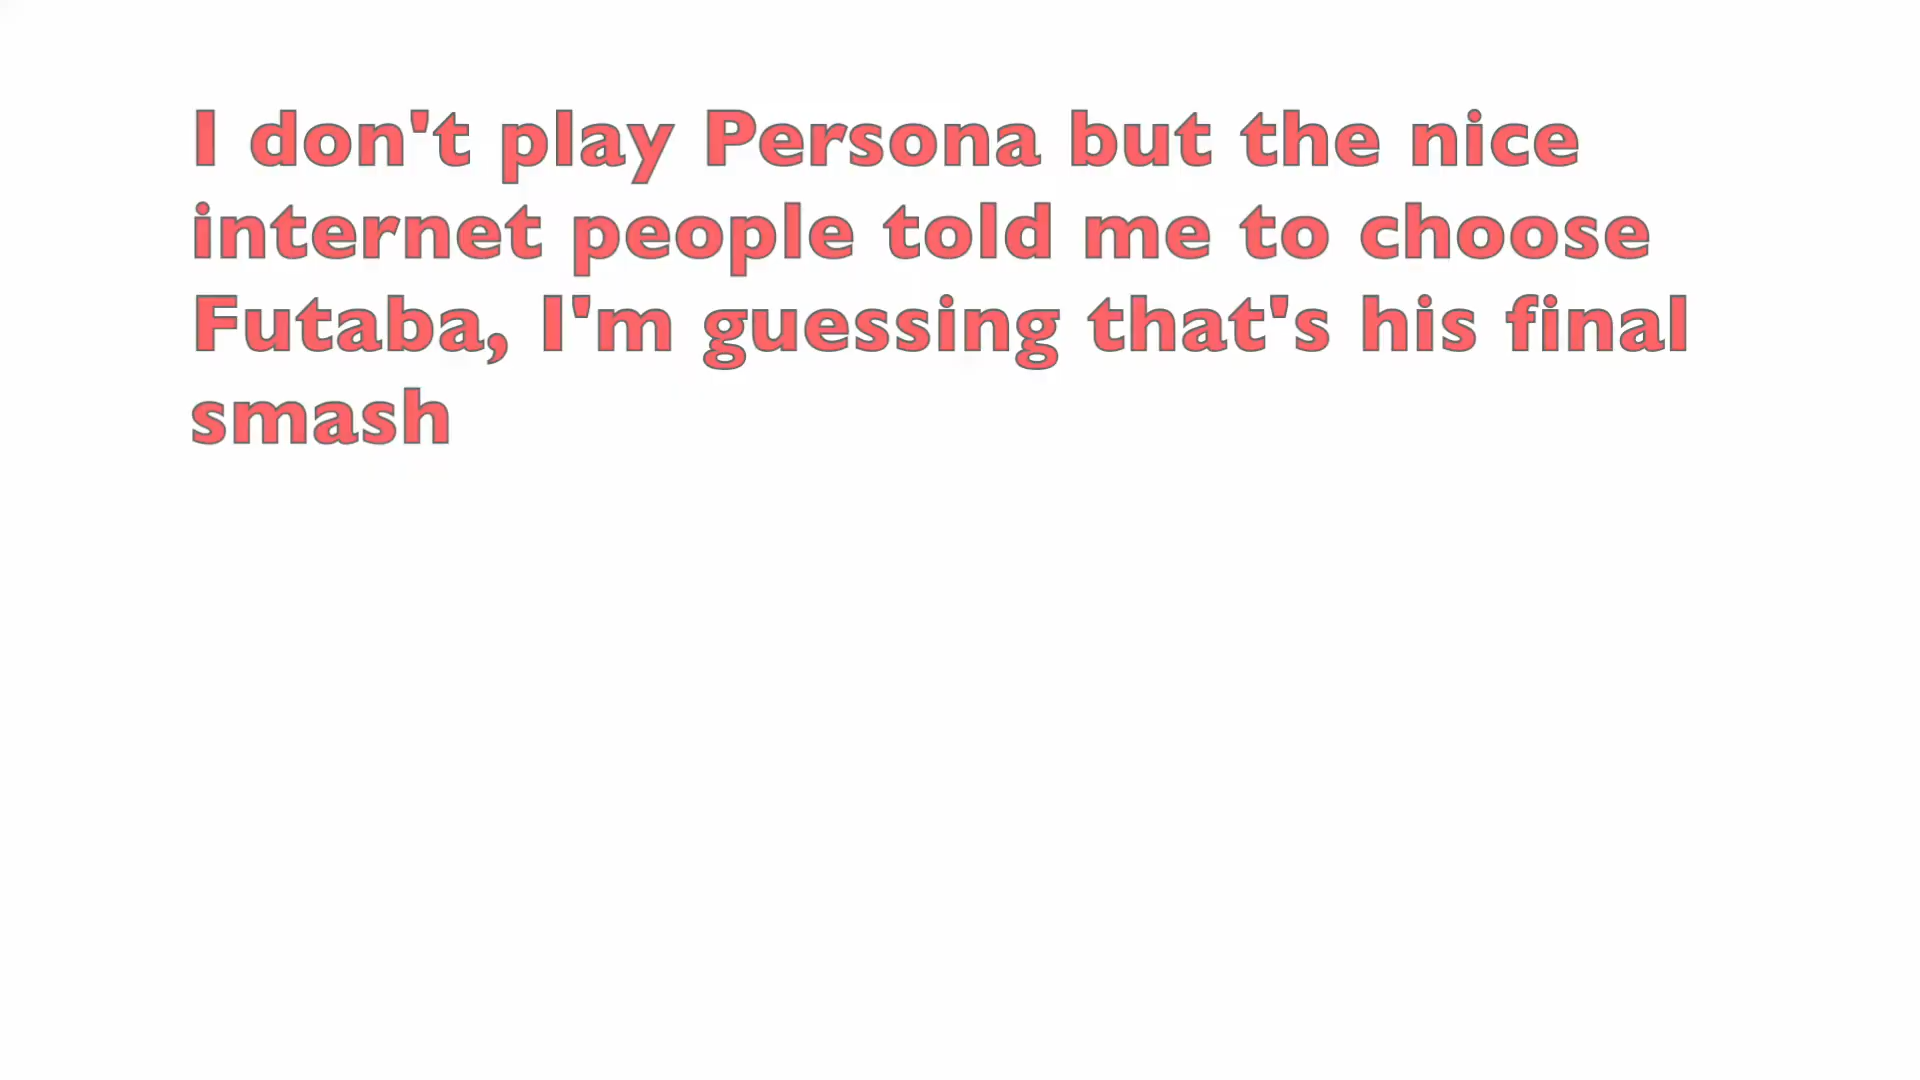 I don't play Persona but the nice
internet people told me to choose
Futaba, I'm guessing that's his final
smash